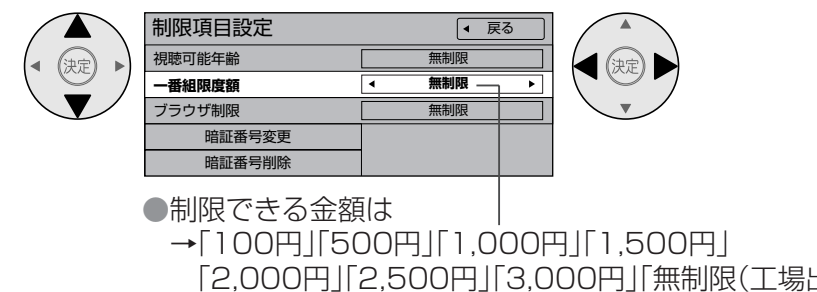 決定
制限項目設定 戻る
視聴可能年齢 無制限
一番組限度額 無制限
ブラウザ制限 無制限
暗証番号変更
暗証番号削除
決定
●制限できる金額は
→「100円」「500円」「1,000円」「1,500円」
「2,000円」「2,500円」「3,000円」「無制限(工場